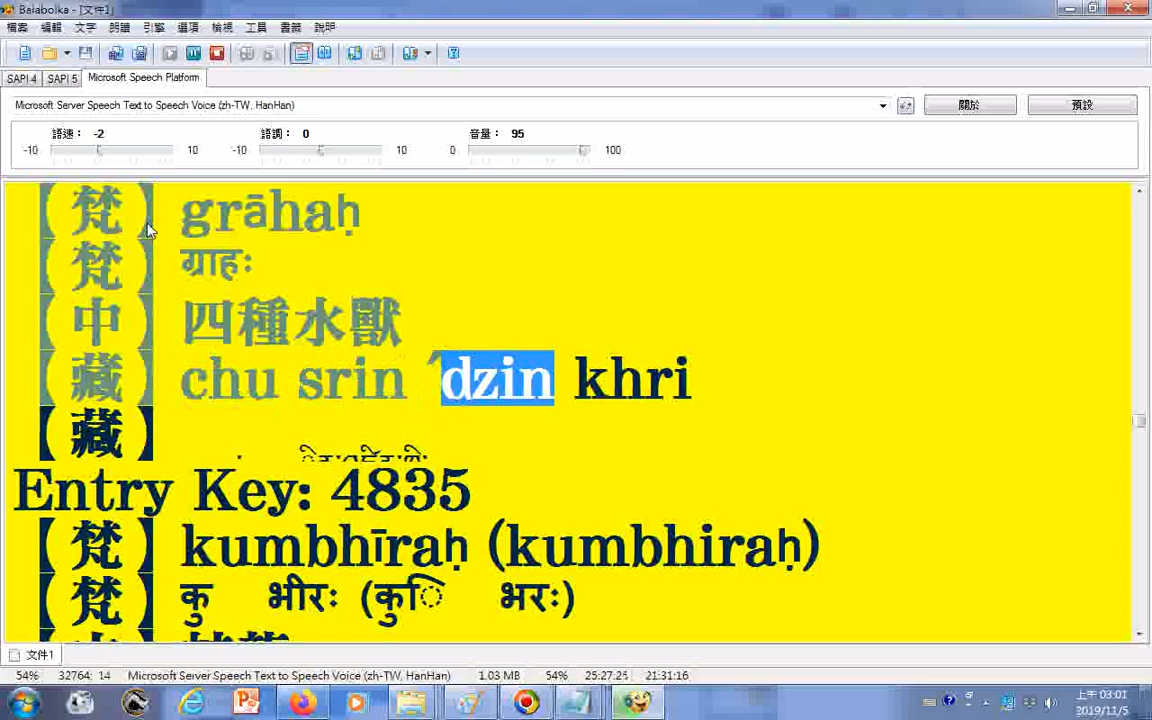 Balabolka - [文件1]
檔案 編輯 文字 朗讀 引擎 選項 檢視 工具 書籤 說明
SAPI 4 SAPI 5 Microsoft Speech Platform
Microsoft Server Speech Text to Speech Voice (zh-TW, HanHan) 關於 預設
語速： -2 語調： 0 音量： 95
-10 10 -10 10 0 100
【梵】 grāhaḥ
【梵】 ग्राहः
【中】 四種水獸
【藏】 chu srin ´dzin khri
【藏】
Entry Key: 4835
【梵】 kumbhīraḥ (kumbhiraḥ)
【梵】 कु भीरः (कुि भरः)
文件1
54% 32764: 14 Microsoft Server Speech Text to Speech Voice (zh-TW, HanHan) 1.03 MB 54% 25:27:25 21:31:16
上午 03:01
2019/11/5